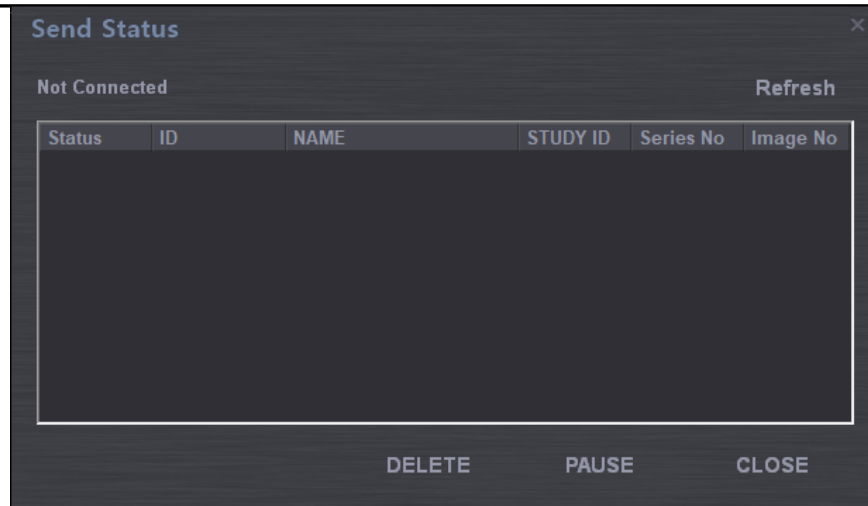 Send Status
Not Connected Refresh
Status ID NAME STUDY ID Series No Image No
DELETE PAUSE CLOSE